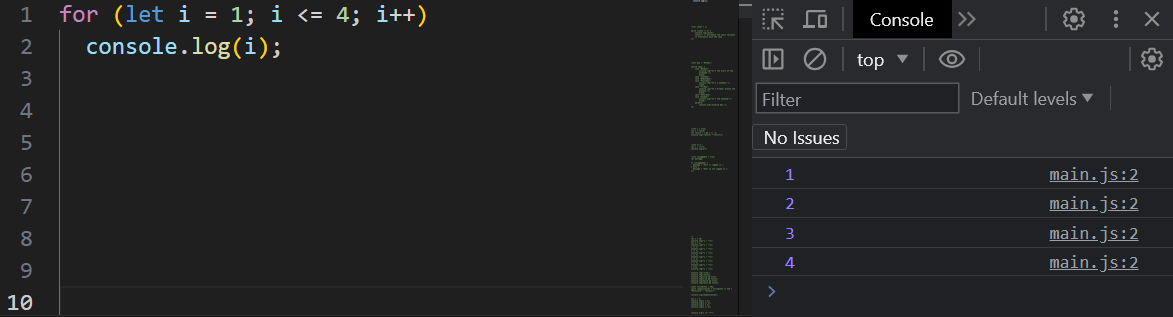 1 for (let i = 1; i <= 4; i++)
2 console.log(i);
3
4
5
6
7
8
9
10
Console
top
Filter Default levels
No Issues
1 main.js:2
2 main.js:2
3 main.js:2
4 main.js:2